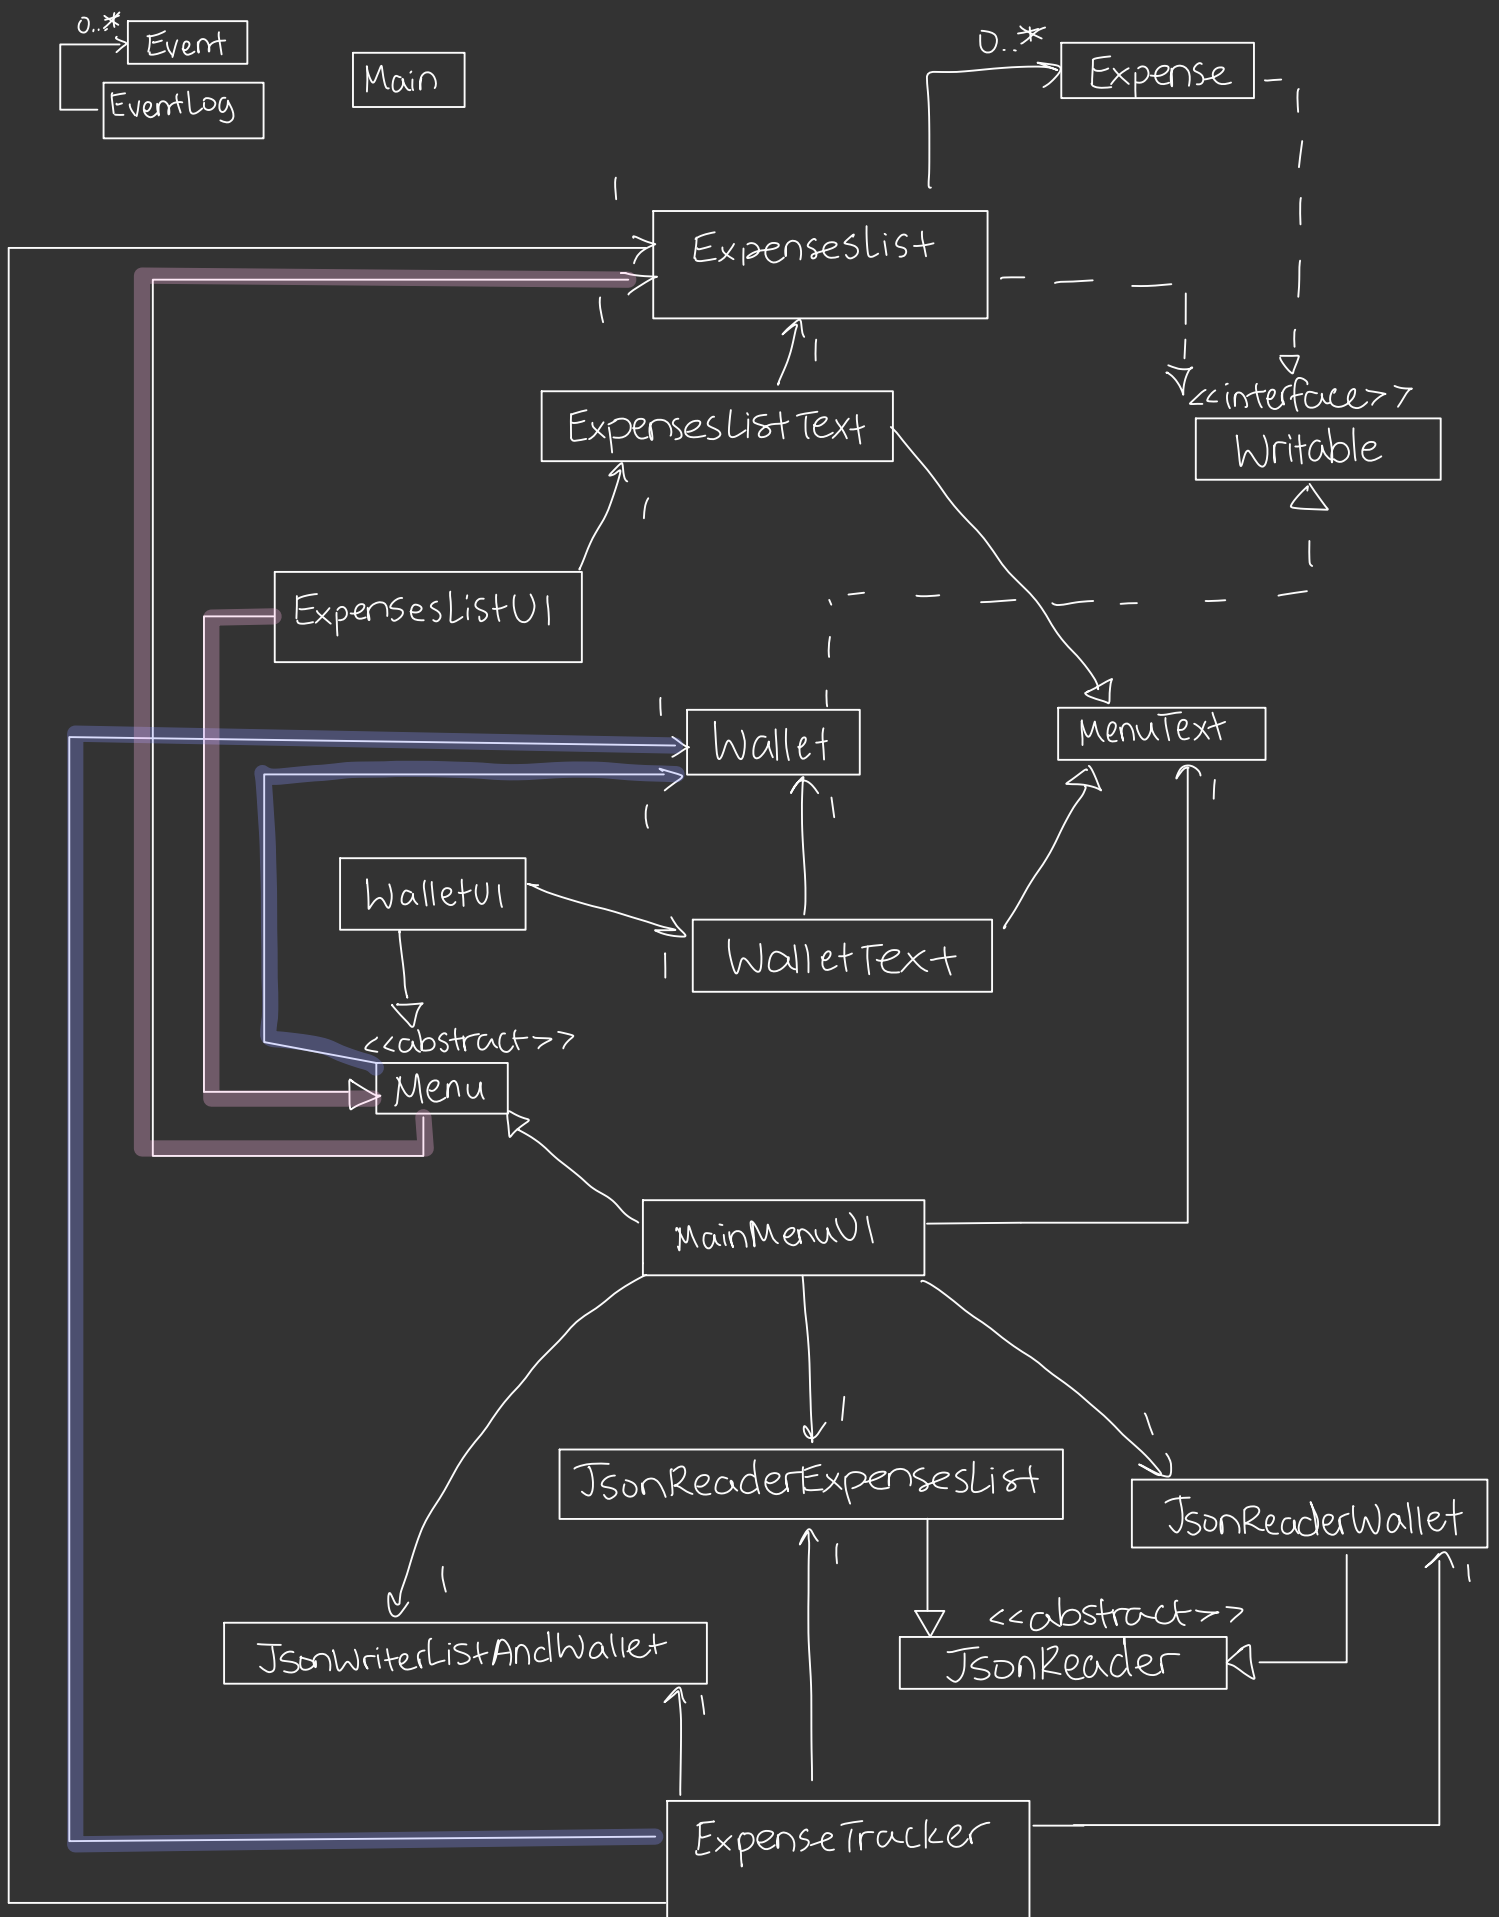 0..*
Event
EventLog
Main
0..*
Expense
1
ExpensesList
1
1
<<interface>>
Writable
ExpensesListText
1
ExpensesListUI
1
Wallet
1
1
MenuText
1
WalletUI
1
WalletText
<<abstract>>
Menu
MainMenuUI
1
1
JsonReaderExpensesList
JsonReaderWallet
1
1
1
<<abstract>>
JsonReader
JsonWriterListAndWallet
1
ExpenseTracker